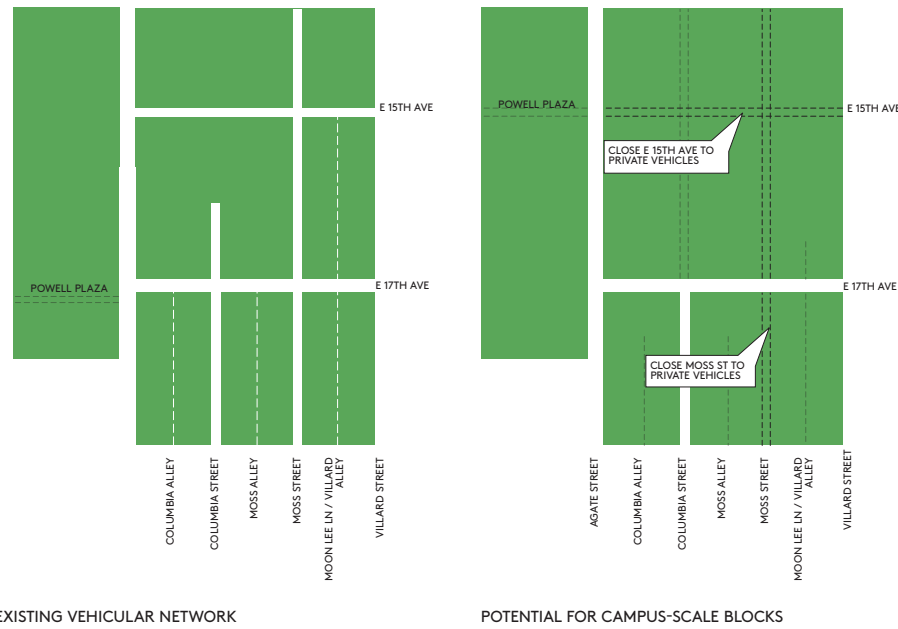 E 15TH AVE
POWELL PLAZA
E 17TH AVE
COLUMBIA ALLEY
COLUMBIA STREET
MOSS ALLEY
MOSS STREET
MOON LEE LN / VILLARD
ALLEY
VILLARD STREET
EXISTING VEHICULAR NETWORK
POWELL PLAZA
E 15TH AVE
CLOSE E 15TH AVE TO
PRIVATE VEHICLES
E 17TH AVE
CLOSE MOSS ST TO
PRIVATE VEHICLES
AGATE STREET
COLUMBIA ALLEY
COLUMBIA STREET
MOSS ALLEY
MOSS STREET
MOON LEE LN / VILLARD
ALLEY
VILLARD STREET
POTENTIAL FOR CAMPUS-SCALE BLOCKS